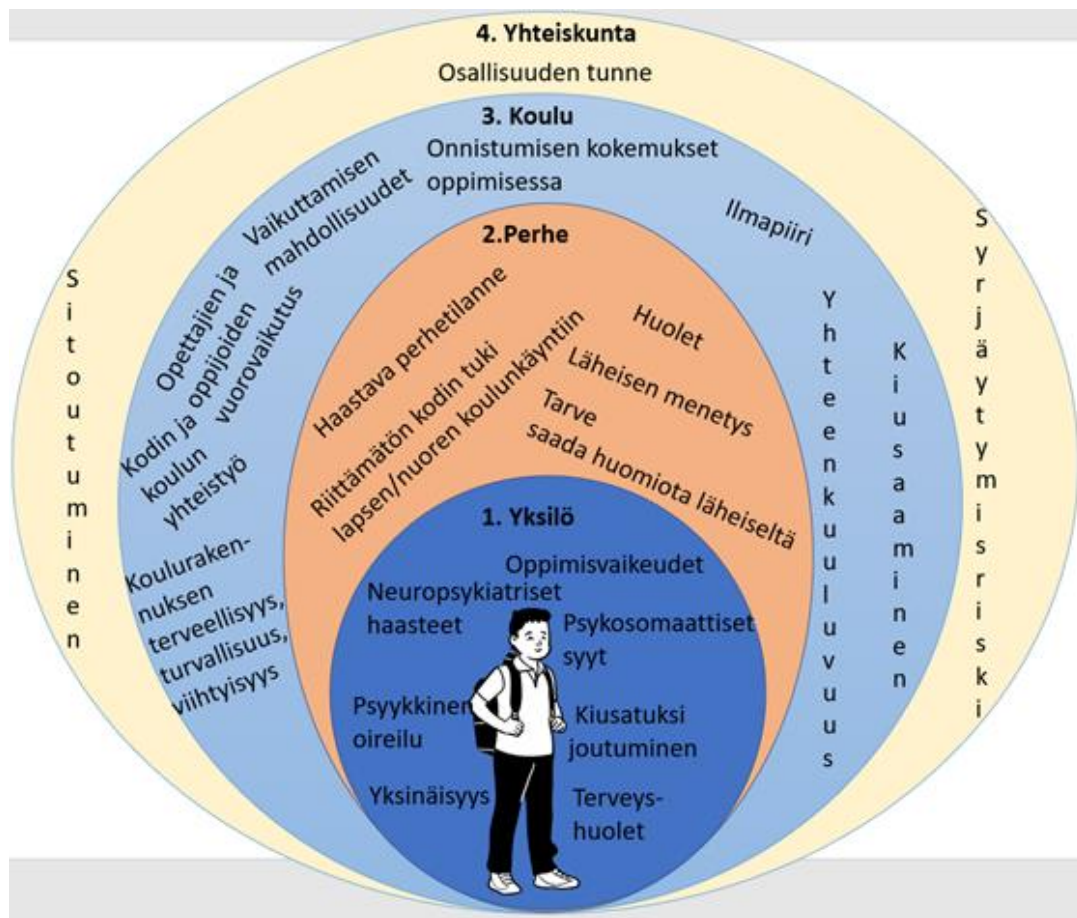 4. Yhteiskunta
Osallisuuden tunne
Sitoutuminen
Syrjäytymisriski
3. Koulu
Onnistumisen kokemukset
oppimisessa
Vaikuttamisen
mahdollisuudet
Opettajien ja
oppijoiden
vuorovaikutus
Kodin ja
koulun
yhteistyö
Kouluraken-
nuksen
terveellisyys,
turvallisuus,
viihtyisyys
Ilmapiiri
Yhteenkuuluvuus
Kiusaaminen
2.Perhe
Haastava perhetilanne
Riittämätön kodin tuki
lapsen/nuoren koulunkäyntiin
Huolet
Läheisen menetys
Tarve
saada huomiota läheiseltä
1. Yksilö
Oppimisvaikeudet
Neuropsykiatriset
haasteet
Psykosomaattiset
syyt
Psyykkinen
oireilu
Kiusatuksi
joutuminen
Yksinäisyys
Terveys-
huolet